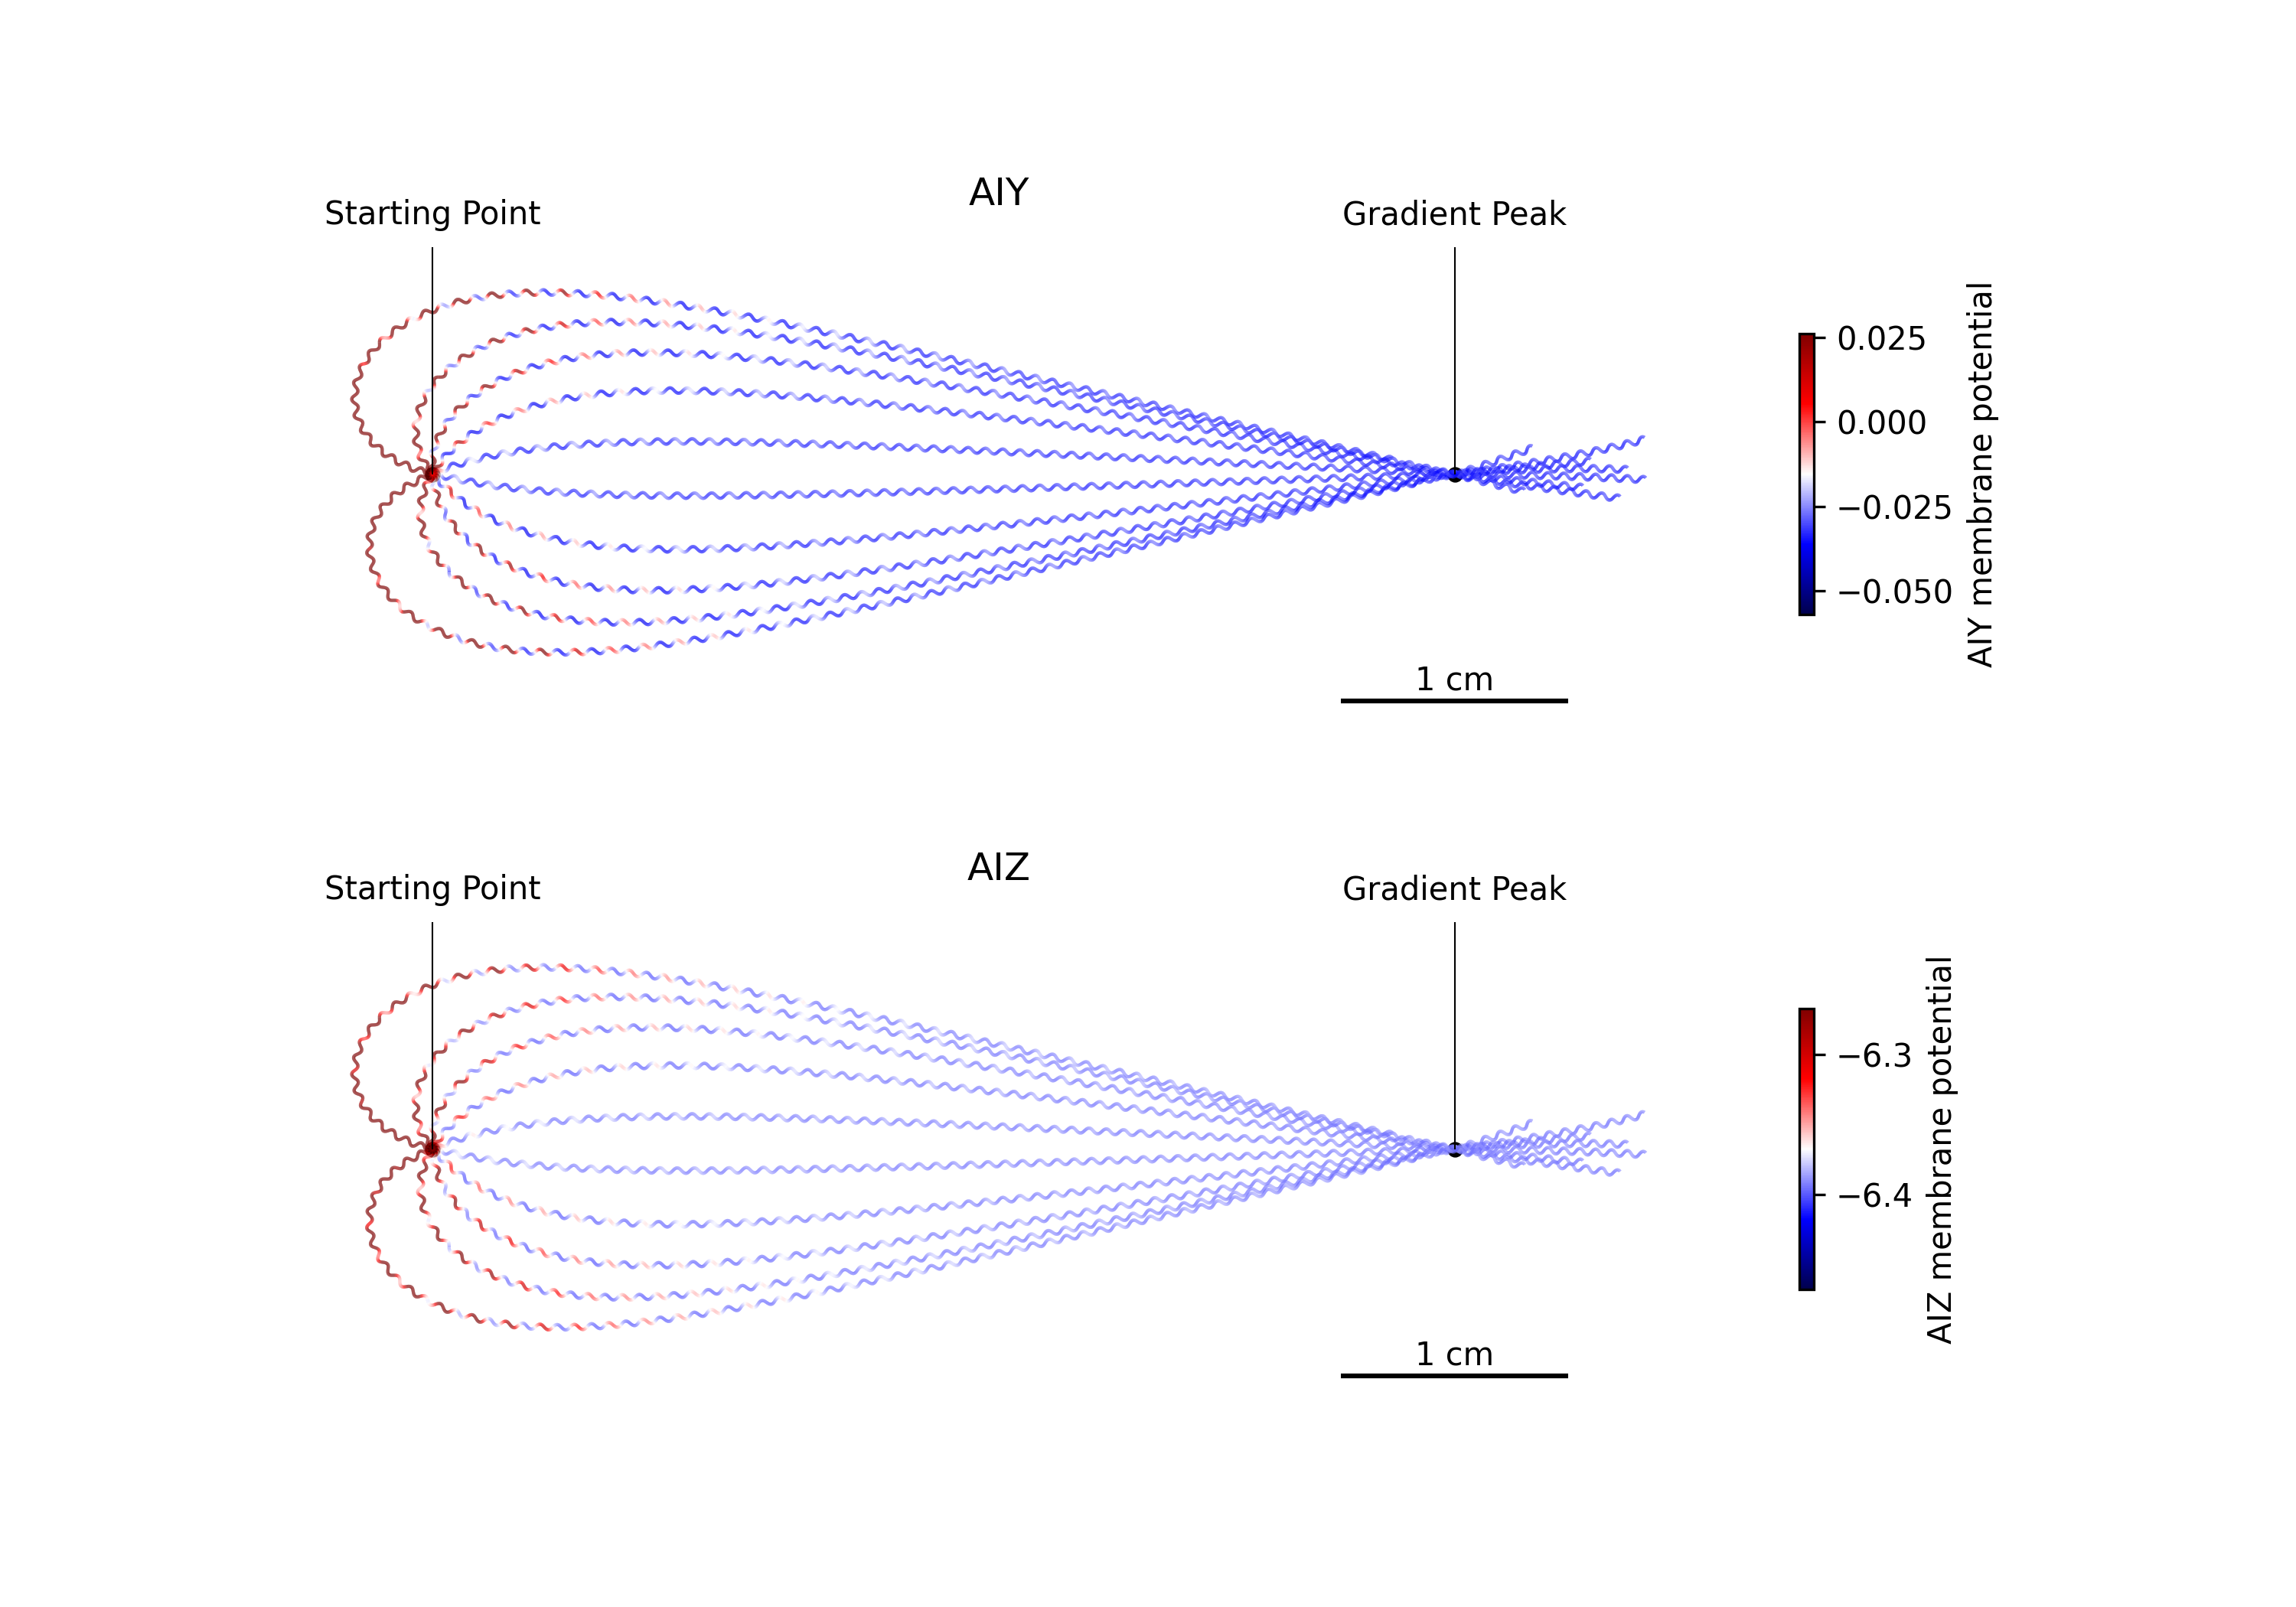 AIY
Starting Point
Gradient Peak
0.025
0.000
−0.025
−0.050
AIY membrane potential
1 cm
AIZ
Starting Point
Gradient Peak
−6.3
−6.4
AIZ membrane potential
1 cm